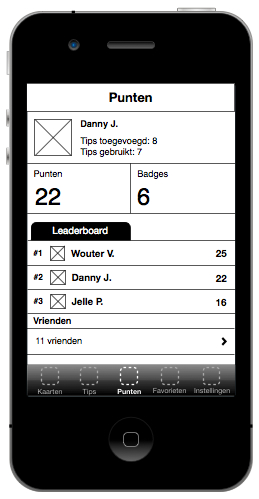 Punten
Danny J.
Tips toegevoegd: 8
Tips gebruikt: 7
Punten Badges
22 6
Leaderboard
#1 Wouter V. 25
#2 Danny J. 22
#3 Jelle P. 16
Vrienden
11 vrienden
Kaarten Tips Punten Favorieten Instellingen